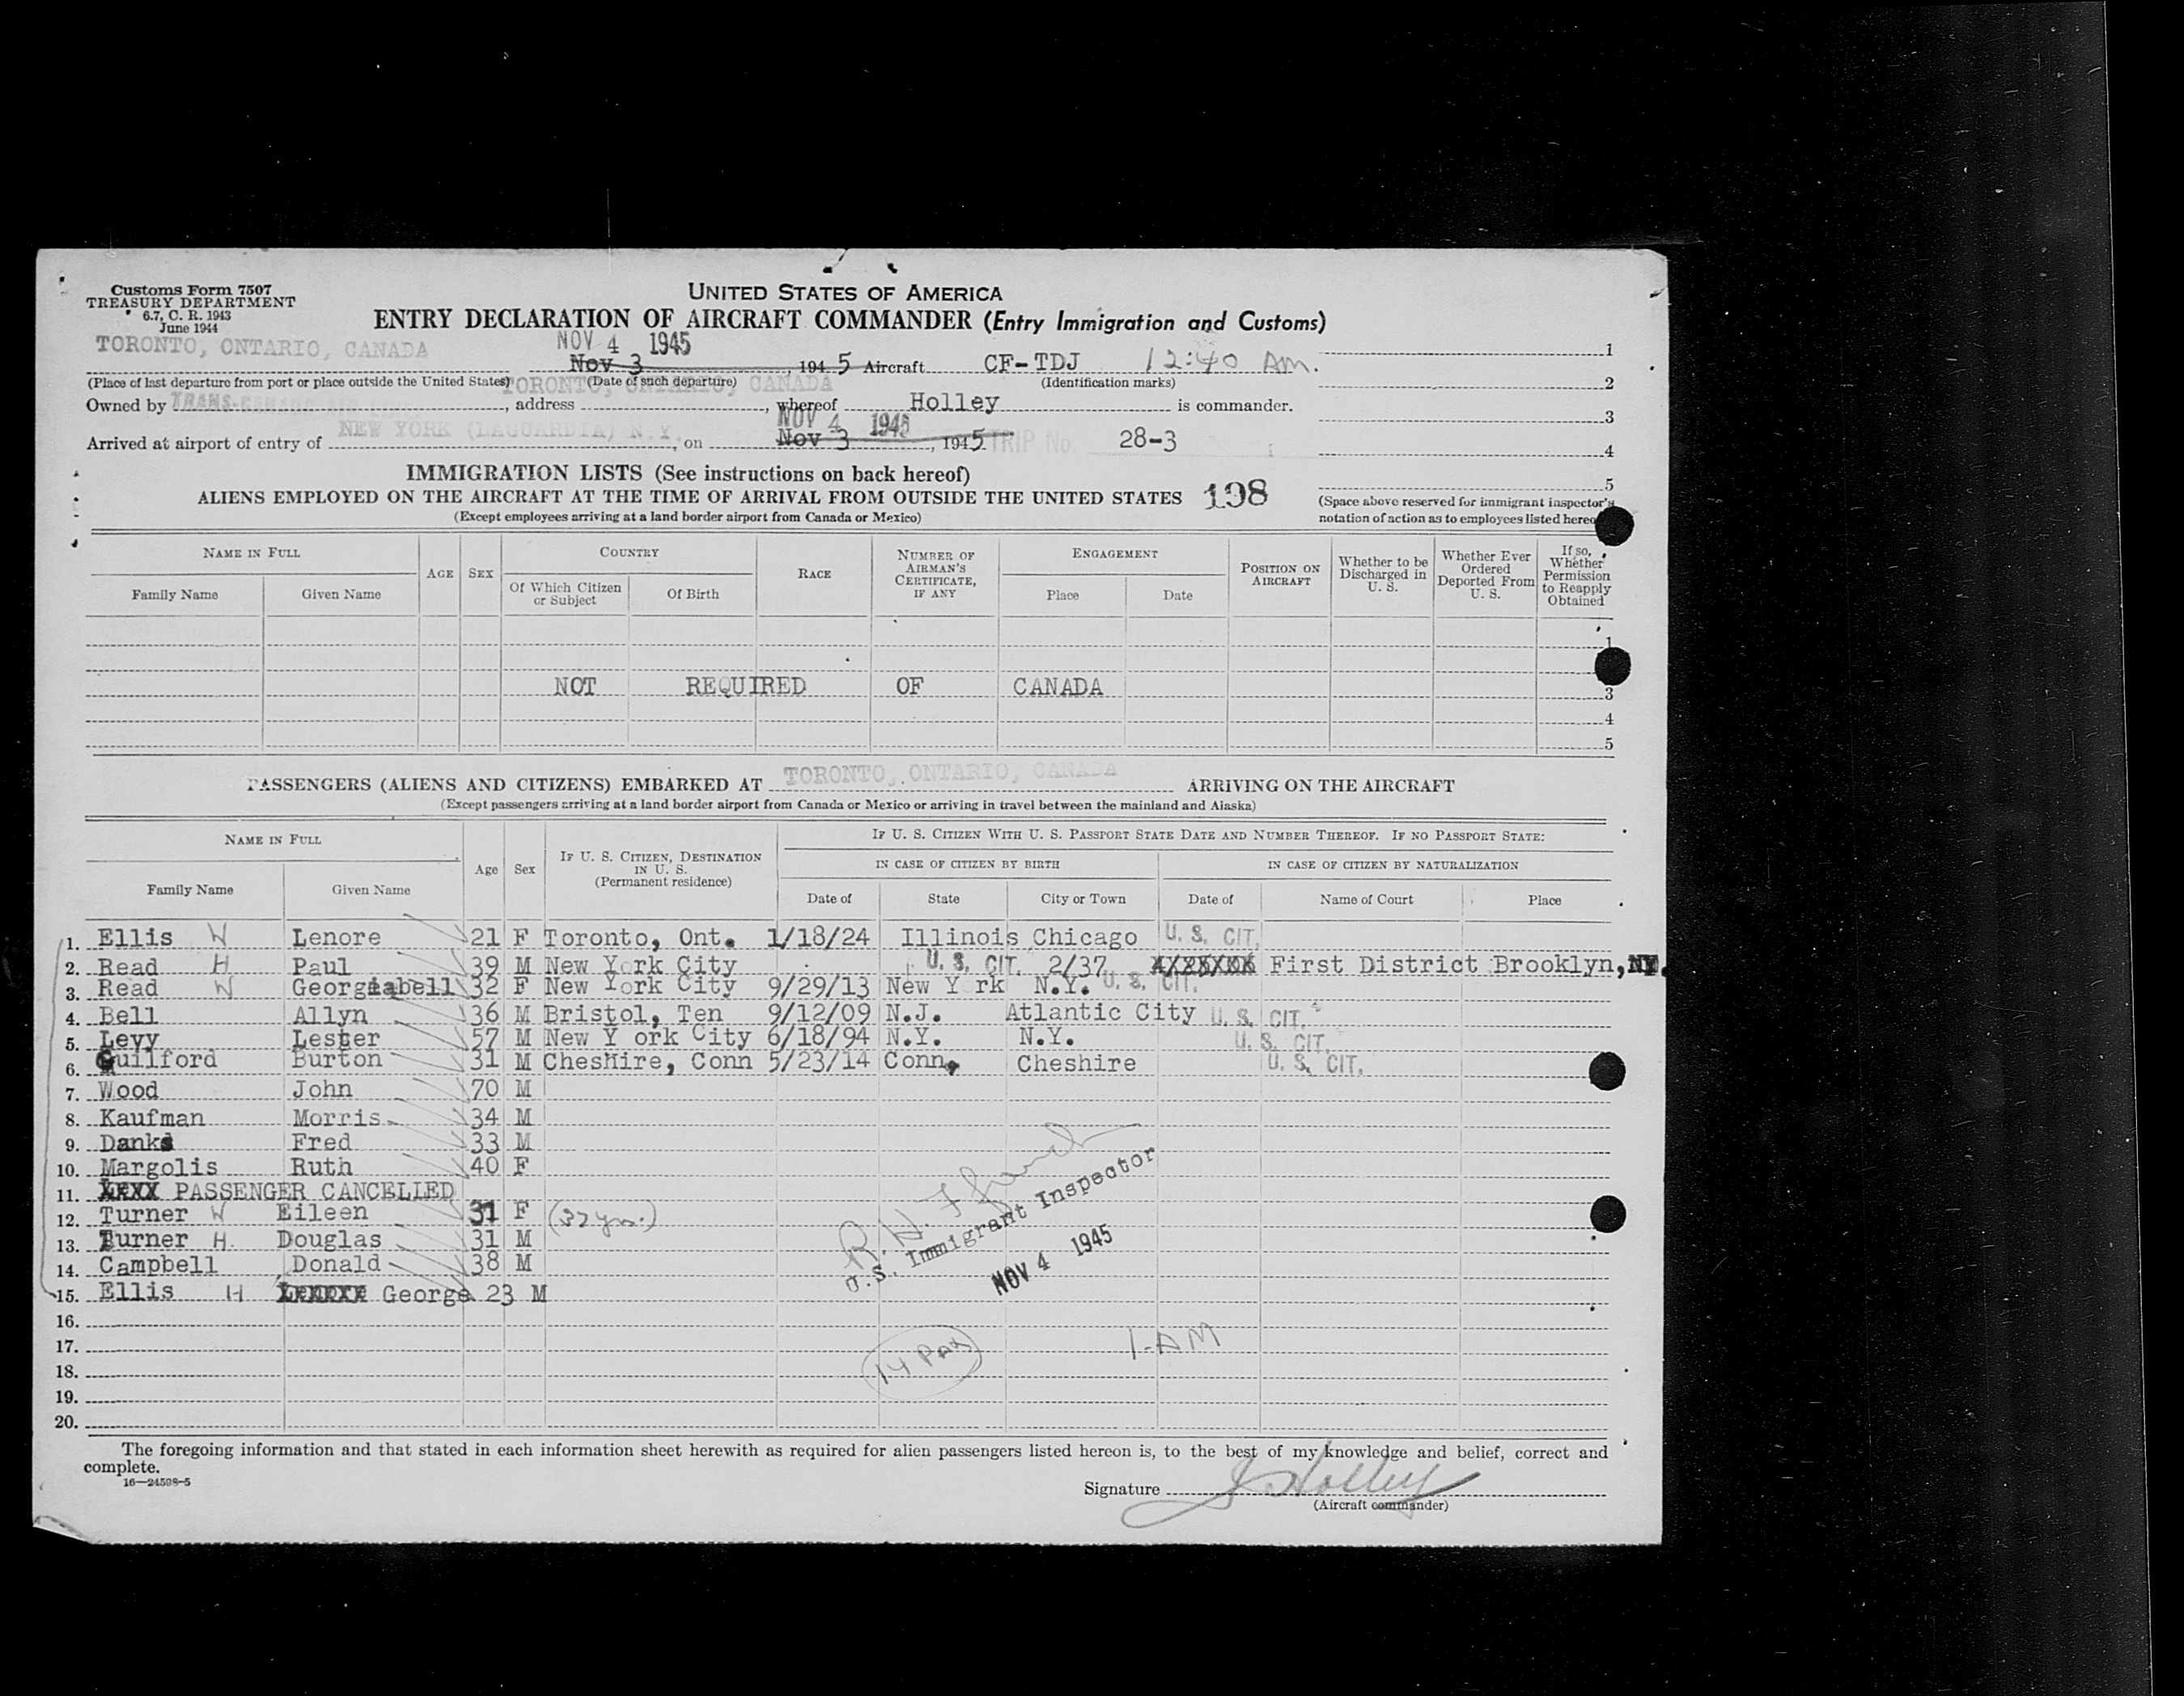 Customs Form 7507
TREASURY DEPARTMENT
6.7, C. R. 1943
June 1944
UNITED STATES OF AMERICA
ENTRY DECLARATION OF AIRCRAFT COMMANDER (Entry Immigration and Customs)
TORONTO, ONTARIO, CANADA NOV 4 1945
Nov 3, 194 5 Aircraft CF-TDJ 12:40 AM. 1
(Place of last departure from port or place outside the United States) (Date of such departure) (Identification marks) 2
TORONTO, ONTARIO, CANADA
Owned by TRANS-CANADA AIR, address, whereof Holley is commander.
3
NEW YORK (LAGUARDIA) N.Y. NOV 4 1945
Arrived at airport of entry of, on Nov 3, 194 5 TRIP No. 28-3
4
IMMIGRATION LISTS (See instructions on back hereof)
5
ALIENS EMPLOYED ON THE AIRCRAFT AT THE TIME OF ARRIVAL FROM OUTSIDE THE UNITED STATES 198
(Space above reserved for immigrant inspector's
(Except employees arriving at a land border airport from Canada or Mexico)
notation of action as to employees listed hereo
NAME IN FULL AGE SEX COUNTRY RACE NUMBER OF AIRMAN'S CERTIFICATE, IF ANY ENGAGEMENT POSITION ON AIRCRAFT Whether to be Discharged in U. S. Whether Ever Ordered Deported From U. S. If so, Whether Permission to Reapply Obtained
Family Name Given Name Of Which Citizen or Subject Of Birth Place Date
1
NOT REQUIRED OF CANADA 3
4
5
PASSENGERS (ALIENS AND CITIZENS) EMBARKED AT TORONTO, ONTARIO, CANADA ARRIVING ON THE AIRCRAFT
(Except passengers arriving at a land border airport from Canada or Mexico or arriving in travel between the mainland and Alaska)
NAME IN FULL Age Sex IF U. S. CITIZEN, DESTINATION IN U. S. (Permanent residence) IF U. S. CITIZEN WITH U. S. PASSPORT STATE DATE AND NUMBER THEREOF. IF NO PASSPORT STATE:
IN CASE OF CITIZEN BY BIRTH IN CASE OF CITIZEN BY NATURALIZATION
Family Name Given Name Date of State City or Town Date of Name of Court Place
1. Ellis W Lenore 21 F Toronto, Ont. 1/18/24 Illinois Chicago U. S. CIT.
2. Read H Paul 39 M New York City U. S. CIT. 2/37 First District Brooklyn, NY.
3. Read W Georgiabell 32 F New York City 9/29/13 New Y rk N.Y. U. S. CIT.
4. Bell Allyn 36 M Bristol, Ten 9/12/09 N.J. Atlantic City U. S. CIT.
5. Levy Lester 57 M New Y ork City 6/18/94 N.Y. N.Y. U. S. CIT.
6. Guilford Burton 31 M Cheshire, Conn 5/23/14 Conn, Cheshire U. S. CIT.
7. Wood John 70 M
8. Kaufman Morris 34 M
9. Danks Fred 33 M
10. Margolis Ruth 40 F
11. XXXX PASSENGER CANCELLED
12. Turner W Eileen 31 F (32 yrs.)
13. Turner H. Douglas 31 M
14. Campbell Donald 38 M
15. Ellis H George 23 M
R. H.
U.S. Immigrant Inspector
NOV 4 1945
16.
17. 14 PAX 1-AM
18.
19.
20.
The foregoing information and that stated in each information sheet herewith as required for alien passengers listed hereon is, to the best of my knowledge and belief, correct and
complete.
16—24598-5
Signature J. Holley
(Aircraft commander)